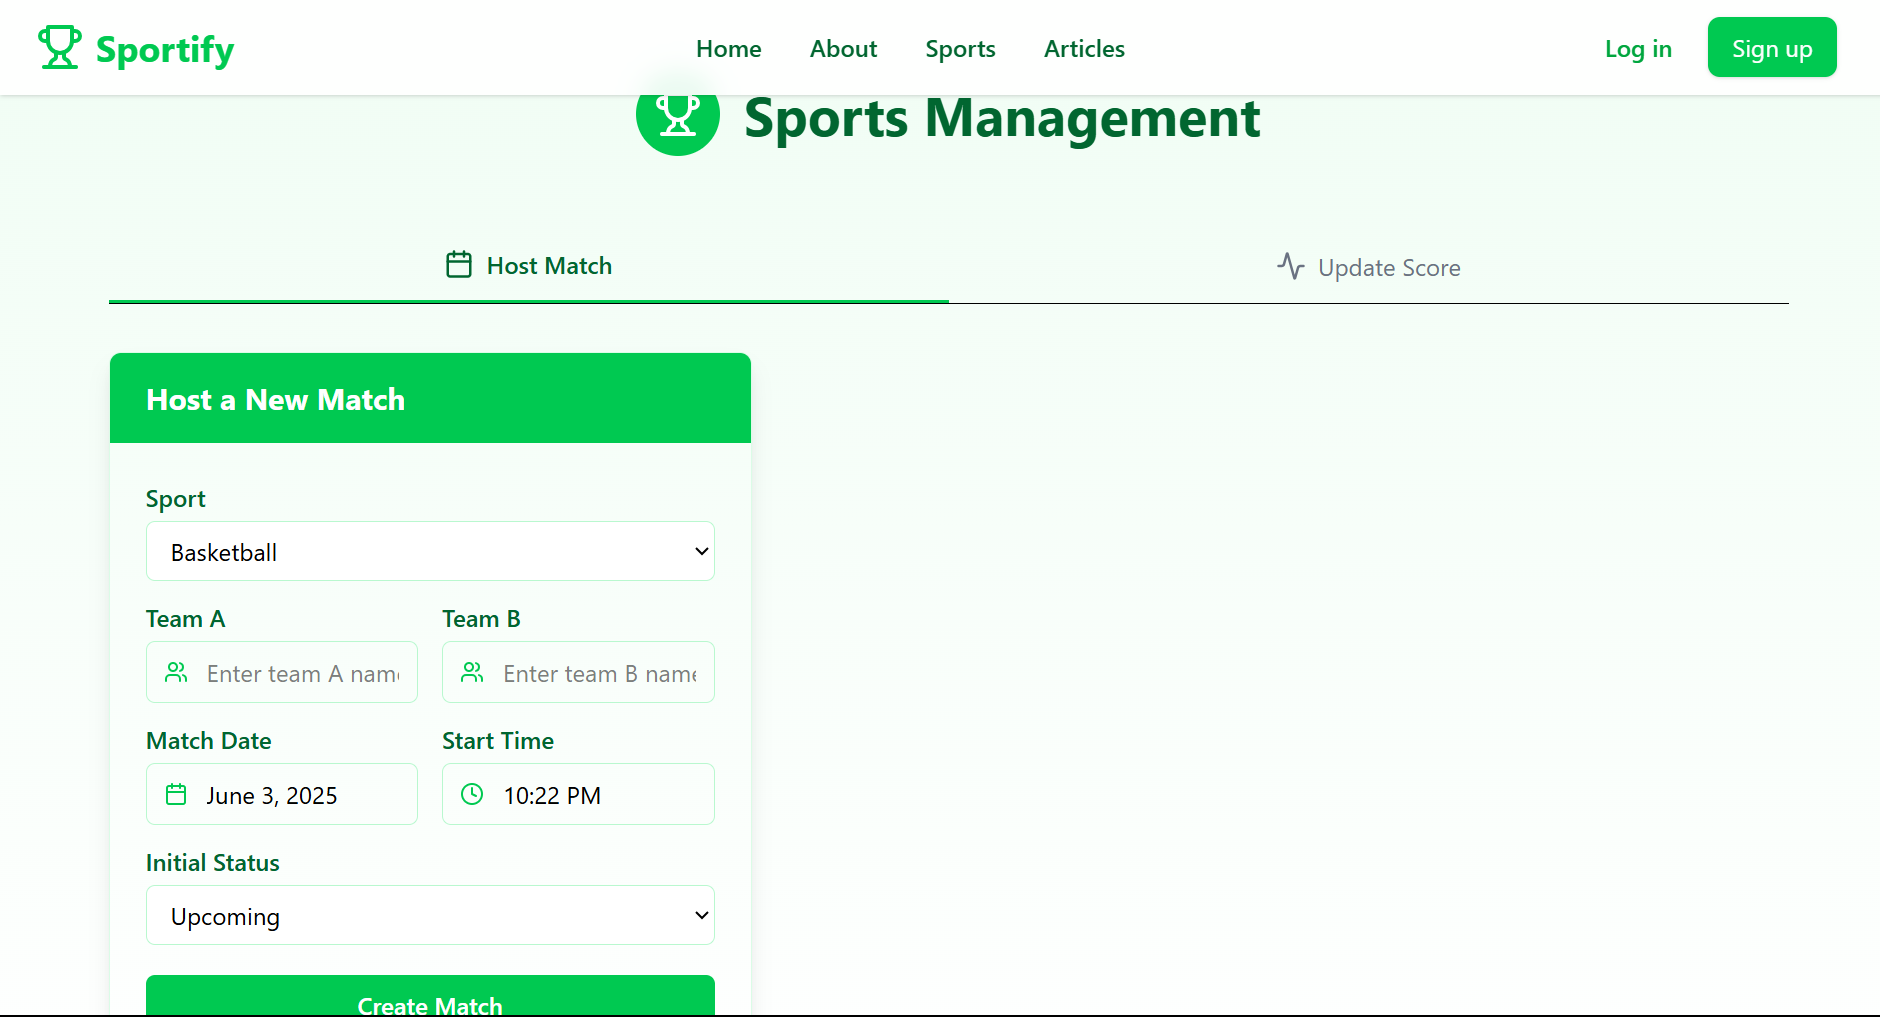 Sportify
Home About Sports Articles
Log in
Sign up
Sports Management
Host Match
Update Score
Host a New Match
Sport
Basketball
Team A Team B
Enter team A nam Enter team B name
Match Date Start Time
June 3, 2025 10:22 PM
Initial Status
Upcoming
Create Match